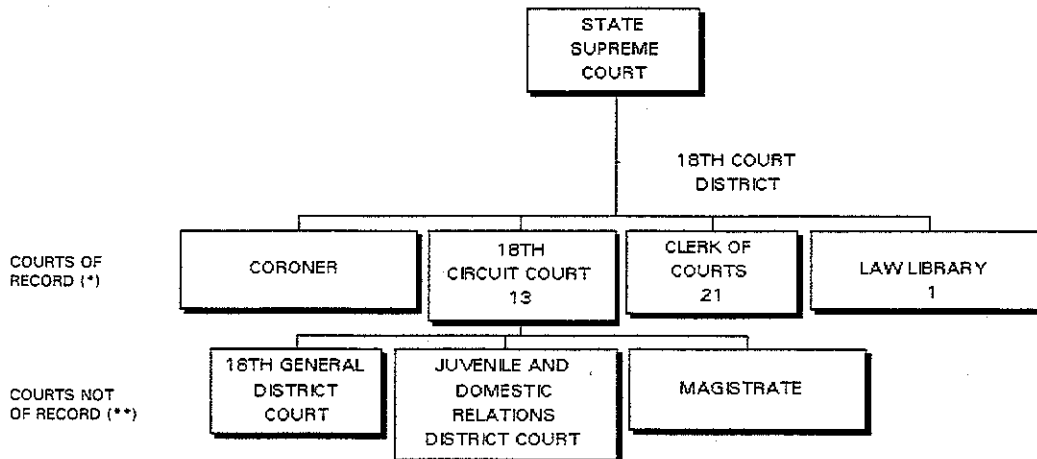 STATE
SUPREME
COURT
18TH COURT
DISTRICT
COURTS OF
RECORD (*)
CORONER
18TH
CIRCUIT COURT
13
CLERK OF
COURTS
21
LAW LIBRARY
1
COURTS NOT
OF RECORD (**)
18TH GENERAL
DISTRICT
COURT
JUVENILE AND
DOMESTIC
RELATIONS
DISTRICT COURT
MAGISTRATE